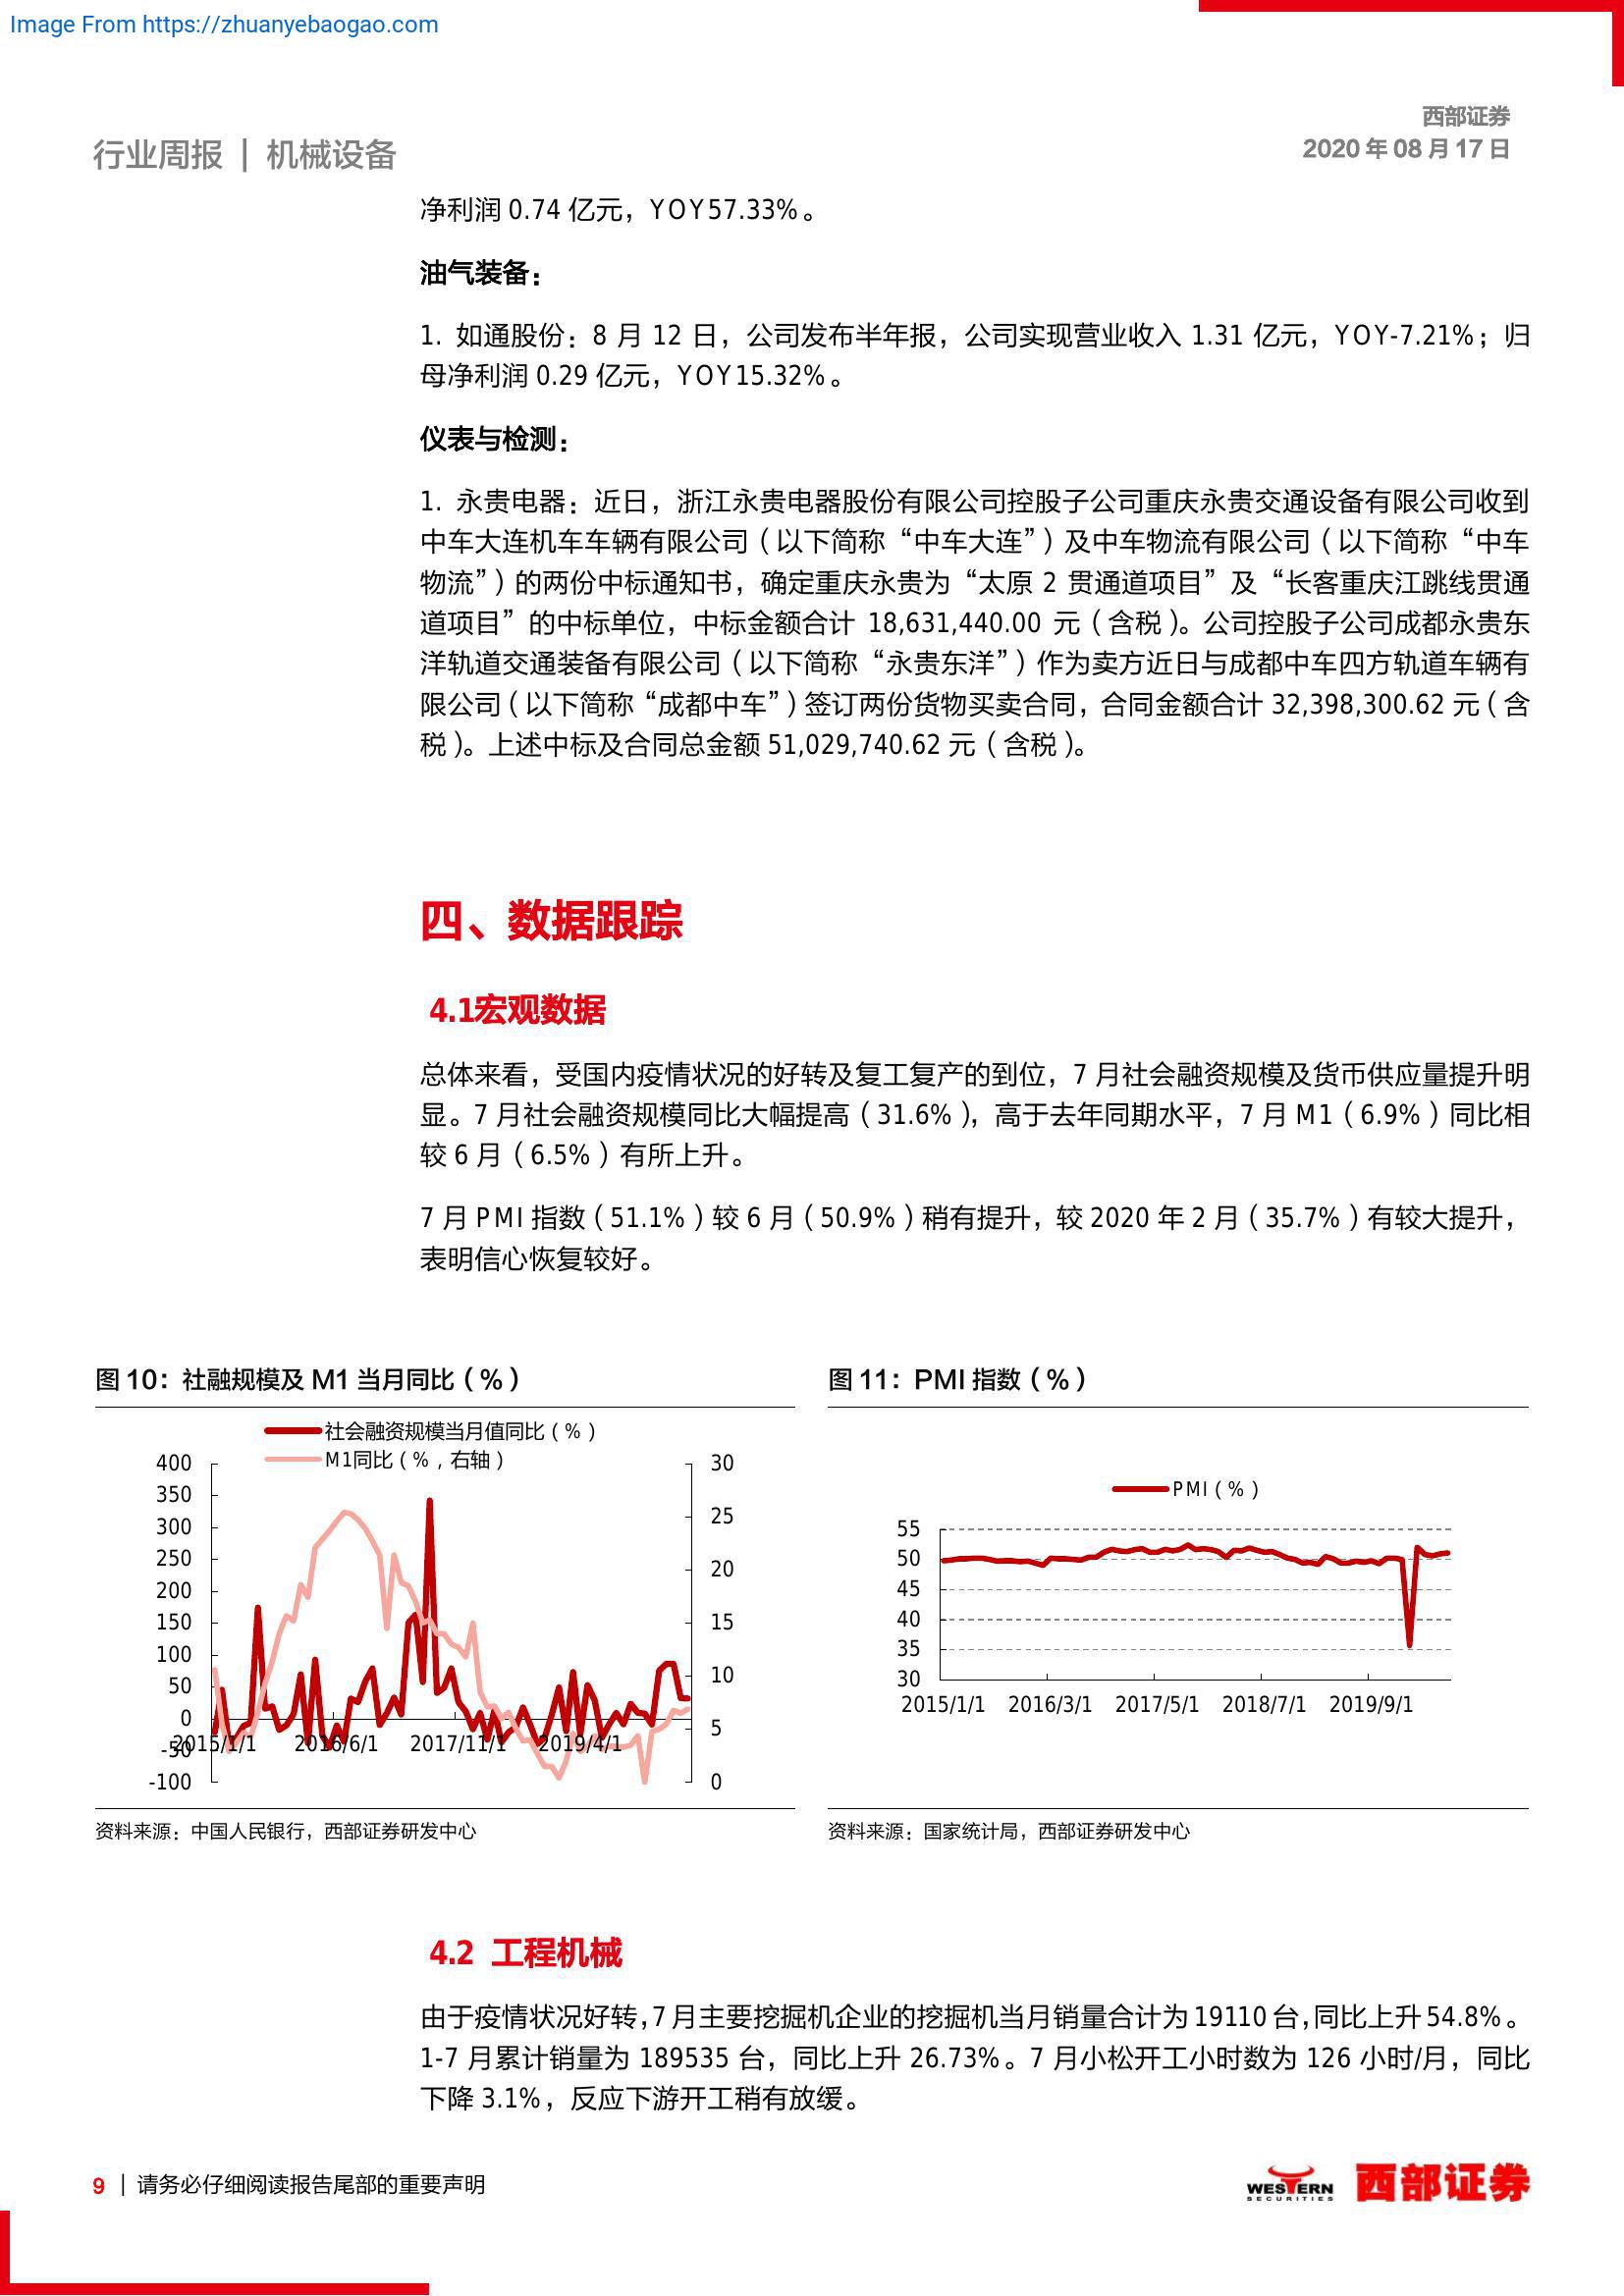 Image From https://zhuanyebaogao.com
西部证券
行业周报 | 机械设备
2020 年 08 月 17 日
净利润 0.74 亿元，YOY57.33%。
油气装备：
1. 如通股份：8 月 12 日，公司发布半年报，公司实现营业收入 1.31 亿元，YOY-7.21%；归
母净利润 0.29 亿元，YOY15.32%。
仪表与检测：
1. 永贵电器：近日，浙江永贵电器股份有限公司控股子公司重庆永贵交通设备有限公司收到
中车大连机车车辆有限公司（以下简称“中车大连”）及中车物流有限公司（以下简称“中车
物流”）的两份中标通知书，确定重庆永贵为“太原 2 贯通道项目”及“长客重庆江跳线贯通
道项目”的中标单位，中标金额合计 18,631,440.00 元（含税）。公司控股子公司成都永贵东
洋轨道交通装备有限公司（以下简称“永贵东洋”）作为卖方近日与成都中车四方轨道车辆有
限公司（以下简称“成都中车”）签订两份货物买卖合同，合同金额合计 32,398,300.62 元（含
税）。上述中标及合同总金额 51,029,740.62 元（含税）。
四、数据跟踪
4.1宏观数据
总体来看，受国内疫情状况的好转及复工复产的到位，7 月社会融资规模及货币供应量提升明
显。7 月社会融资规模同比大幅提高（31.6%），高于去年同期水平，7 月 M1（6.9%）同比相
较 6 月（6.5%）有所上升。
7 月 PMI 指数（51.1%）较 6 月（50.9%）稍有提升，较 2020 年 2 月（35.7%）有较大提升，
表明信心恢复较好。
图 10：社融规模及 M1 当月同比（%）
社会融资规模当月值同比（%）
M1同比（%，右轴）
400
350
300
250
200
150
100
50
0
-50
-100
30
25
20
15
10
5
0
2015/1/1 2016/6/1 2017/11/1 2019/4/1
资料来源：中国人民银行，西部证券研发中心
图 11：PMI 指数（%）
PMI（%）
55
50
45
40
35
30
2015/1/1 2016/3/1 2017/5/1 2018/7/1 2019/9/1
资料来源：国家统计局，西部证券研发中心
4.2 工程机械
由于疫情状况好转，7 月主要挖掘机企业的挖掘机当月销量合计为 19110 台，同比上升 54.8%。
1-7 月累计销量为 189535 台，同比上升 26.73%。7 月小松开工小时数为 126 小时/月，同比
下降 3.1%，反应下游开工稍有放缓。
9 | 请务必仔细阅读报告尾部的重要声明
WESTERN
SECURITIES
西部证券